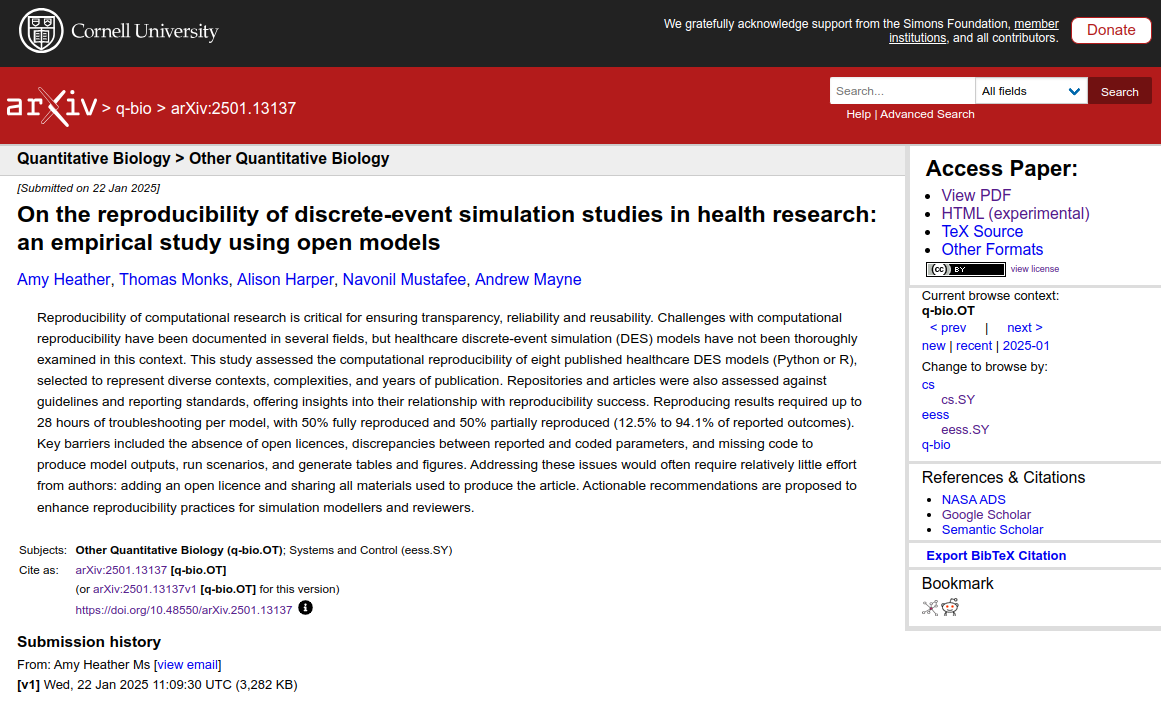 Cornell University
We gratefully acknowledge support from the Simons Foundation, member
institutions, and all contributors.
Donate
arXiv > q-bio > arXiv:2501.13137
Search...
All fields
Search
Help | Advanced Search
Quantitative Biology > Other Quantitative Biology
[Submitted on 22 Jan 2025]
On the reproducibility of discrete-event simulation studies in health research:
an empirical study using open models
Amy Heather, Thomas Monks, Alison Harper, Navonil Mustafee, Andrew Mayne
Reproducibility of computational research is critical for ensuring transparency, reliability and reusability. Challenges with computational
reproducibility have been documented in several fields, but healthcare discrete-event simulation (DES) models have not been thoroughly
examined in this context. This study assessed the computational reproducibility of eight published healthcare DES models (Python or R),
selected to represent diverse contexts, complexities, and years of publication. Repositories and articles were also assessed against
guidelines and reporting standards, offering insights into their relationship with reproducibility success. Reproducing results required up to
28 hours of troubleshooting per model, with 50% fully reproduced and 50% partially reproduced (12.5% to 94.1% of reported outcomes).
Key barriers included the absence of open licences, discrepancies between reported and coded parameters, and missing code to
produce model outputs, run scenarios, and generate tables and figures. Addressing these issues would often require relatively little effort
from authors: adding an open licence and sharing all materials used to produce the article. Actionable recommendations are proposed to
enhance reproducibility practices for simulation modellers and reviewers.
Subjects: Other Quantitative Biology (q-bio.OT); Systems and Control (eess.SY)
Cite as: arXiv:2501.13137 [q-bio.OT]
(or arXiv:2501.13137v1 [q-bio.OT] for this version)
https://doi.org/10.48550/arXiv.2501.13137
Submission history
From: Amy Heather Ms [view email]
[v1] Wed, 22 Jan 2025 11:09:30 UTC (3,282 KB)
Access Paper:
View PDF
HTML (experimental)
TeX Source
Other Formats
(cc) BY view license
Current browse context:
q-bio.OT
< prev | next >
new | recent | 2025-01
Change to browse by:
cs
cs.SY
eess
eess.SY
q-bio
References & Citations
NASA ADS
Google Scholar
Semantic Scholar
Export BibTeX Citation
Bookmark